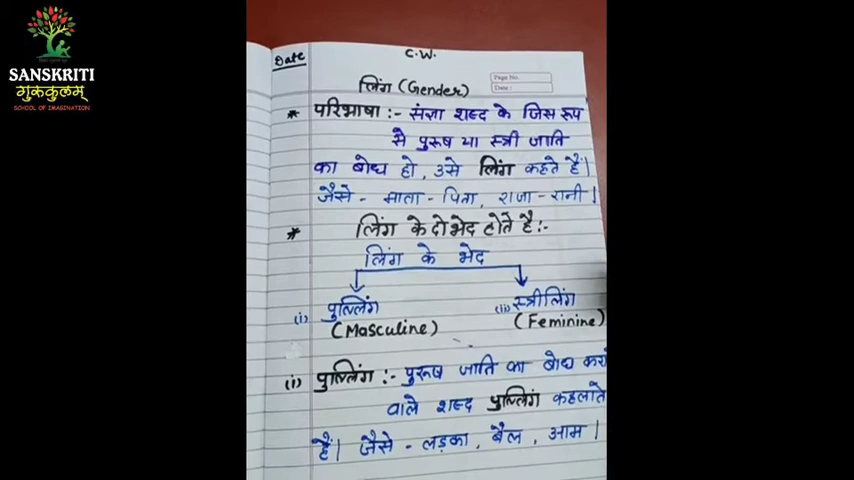 SANSKRITI
गुरुकुलम्
SCHOOL OF IMAGINATION
Date
C.W.
Page No.
Date :
लिंग (Gender)
* परिभाषा :- संज्ञा शब्द के जिस रूप
से पुरूष या स्त्री जाति
का बोध हो, उसे लिंग कहते हैं।
जैसे - माता - पिता, राजा - रानी।
* लिंग के दो भेद होते है:-
लिंग के भेद
(i) पुल्लिंग (ii) स्त्रीलिंग
(Masculine) (Feminine)
(i) पुल्लिंग :- पुरूष जाति का बोध
वाले शब्द पुल्लिंग कहलाते
हैं। जैसे - लड़का, बैल, आम।